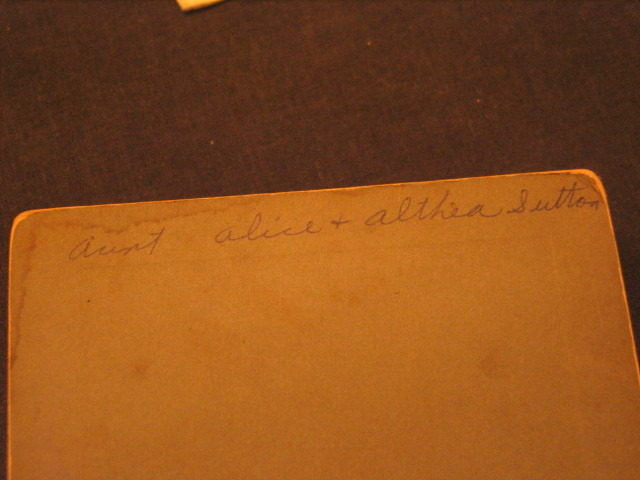 aunt alice + althea Sutton